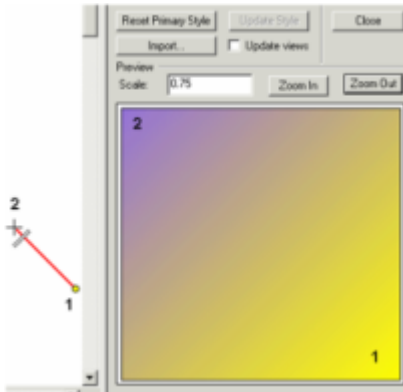 Reset Primary Style Update Style Close
Import... Update views
Preview
Scale: 0.75 Zoom In Zoom Out
2
2
1
1